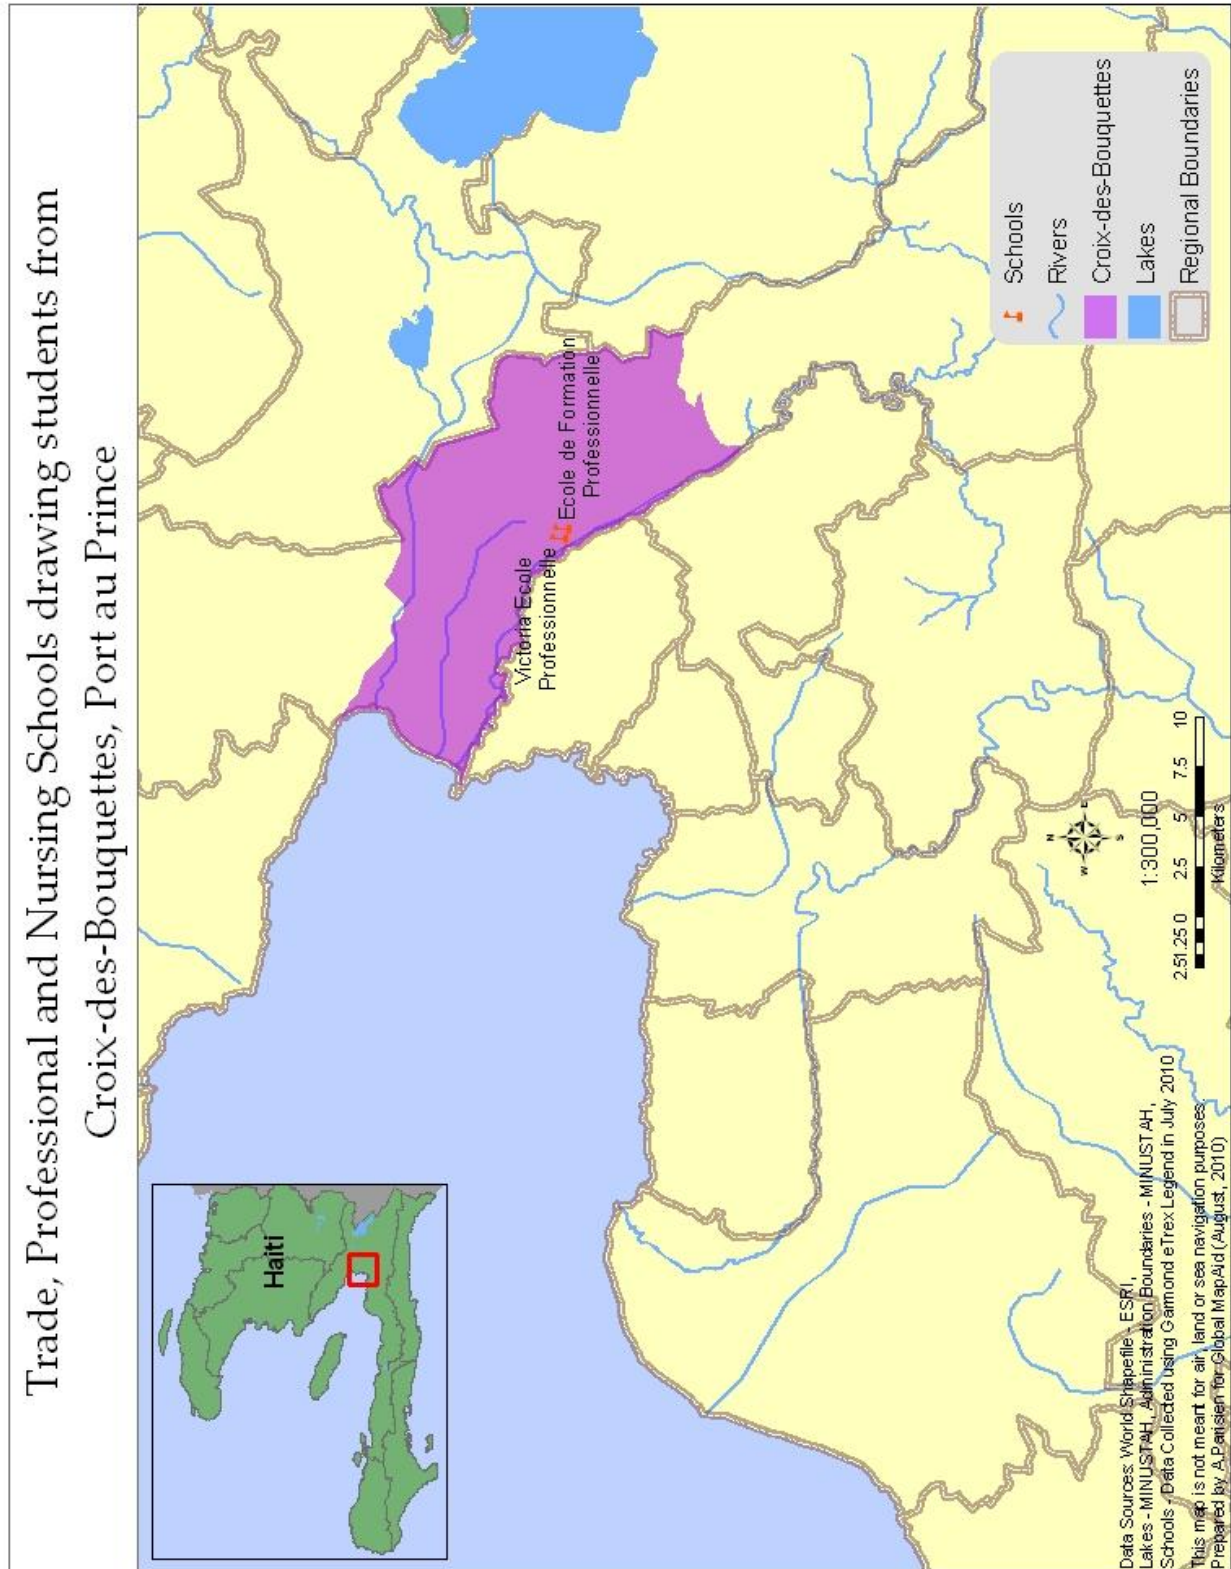 Trade, Professional and Nursing Schools drawing students from
Croix-des-Bouquettes, Port au Prince
Haiti
Victoria Ecole
Professionnelle
Ecole de Formation
Professionnelle
Schools
Rivers
Croix-des-Bouquettes
Lakes
Regional Boundaries
N
W E
S
1:300,000
2.51.25 0 2.5 5 7.5 10
Kilometers
Data Sources: World Shapefile - ESRI,
Lakes - MINUSTAH, Administration Boundaries - MINUSTAH,
Schools - Data Collected using Garmond eTrex Legend in July 2010
This map is not meant for air, land or sea navigation purposes.
Prepared by A.Parisien for Global MapAid (August, 2010)